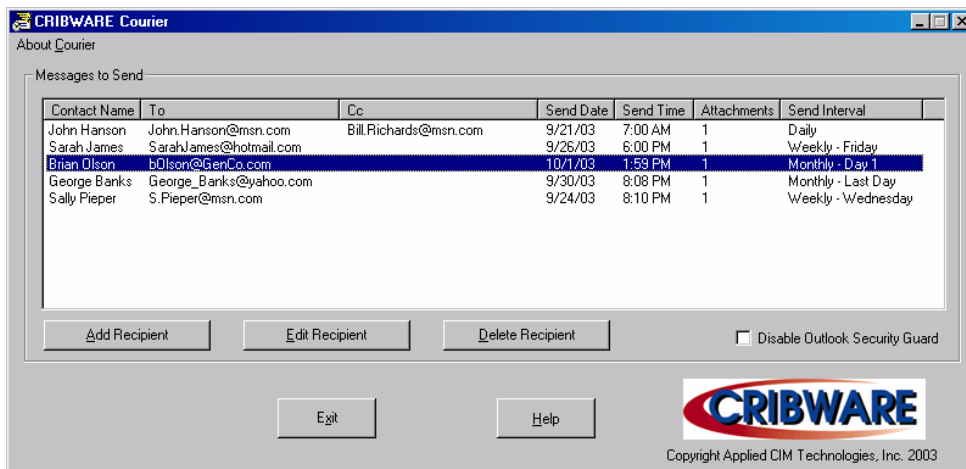 CRIBWARE Courier
About Courier
Messages to Send
Contact Name To Cc Send Date Send Time Attachments Send Interval
John Hanson John.Hanson@msn.com Bill.Richards@msn.com 9/21/03 7:00 AM 1 Daily
Sarah James SarahJames@hotmail.com 9/26/03 6:00 PM 1 Weekly - Friday
Brian Olson bOlson@GenCo.com 10/1/03 1:59 PM 1 Monthly - Day 1
George Banks George_Banks@yahoo.com 9/30/03 8:08 PM 1 Monthly - Last Day
Sally Pieper S.Pieper@msn.com 9/24/03 8:10 PM 1 Weekly - Wednesday
Add Recipient Edit Recipient Delete Recipient Disable Outlook Security Guard
Exit Help CRIBWARE
Copyright Applied CIM Technologies, Inc. 2003